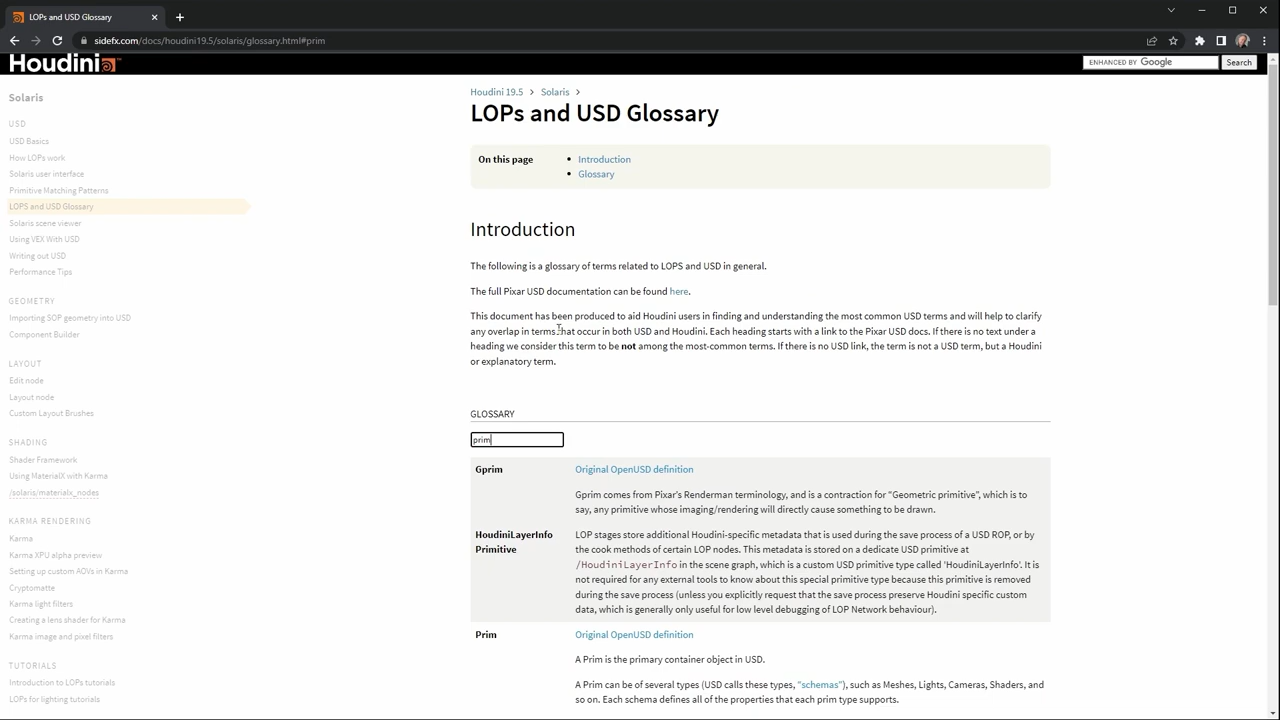 LOPs and USD Glossary
sidefx.com/docs/houdini19.5/solaris/glossary.html#prim
Houdini
ENHANCED BY Google
Search
Solaris
USD
USD Basics
How LOPs work
Solaris user interface
Primitive Matching Patterns
LOPS and USD Glossary
Solaris scene viewer
Using VEX With USD
Writing out USD
Performance Tips
GEOMETRY
Importing SOP geometry into USD
Component Builder
LAYOUT
Edit node
Layout node
Custom Layout Brushes
SHADING
Shader Framework
Using MaterialX with Karma
/solaris/materialx_nodes
KARMA RENDERING
Karma
Karma XPU alpha preview
Setting up custom AOVs in Karma
Cryptomatte
Karma light filters
Creating a lens shader for Karma
Karma image and pixel filters
TUTORIALS
Introduction to LOPs tutorials
LOPs for lighting tutorials
Houdini 19.5 > Solaris >
LOPs and USD Glossary
On this page
• Introduction
• Glossary
Introduction
The following is a glossary of terms related to LOPS and USD in general.
The full Pixar USD documentation can be found here.
This document has been produced to aid Houdini users in finding and understanding the most common USD terms and will help to clarify
any overlap in terms that occur in both USD and Houdini. Each heading starts with a link to the Pixar USD docs. If there is no text under a
heading we consider this term to be not among the most-common terms. If there is no USD link, the term is not a USD term, but a Houdini
or explanatory term.
GLOSSARY
prim
Gprim
Original OpenUSD definition
Gprim comes from Pixar's Renderman terminology, and is a contraction for "Geometric primitive", which is to
say, any primitive whose imaging/rendering will directly cause something to be drawn.
HoudiniLayerInfo
Primitive
LOP stages store additional Houdini-specific metadata that is used during the save process of a USD ROP, or by
the cook methods of certain LOP nodes. This metadata is stored on a dedicate USD primitive at
/HoudiniLayerInfo in the scene graph, which is a custom USD primitive type called 'HoudiniLayerInfo'. It is
not required for any external tools to know about this special primitive type because this primitive is removed
during the save process (unless you explicitly request that the save process preserve Houdini specific custom
data, which is generally only useful for low level debugging of LOP Network behaviour).
Prim
Original OpenUSD definition
A Prim is the primary container object in USD.
A Prim can be of several types (USD calls these types, "schemas"), such as Meshes, Lights, Cameras, Shaders, and
so on. Each schema defines all of the properties that each prim type supports.